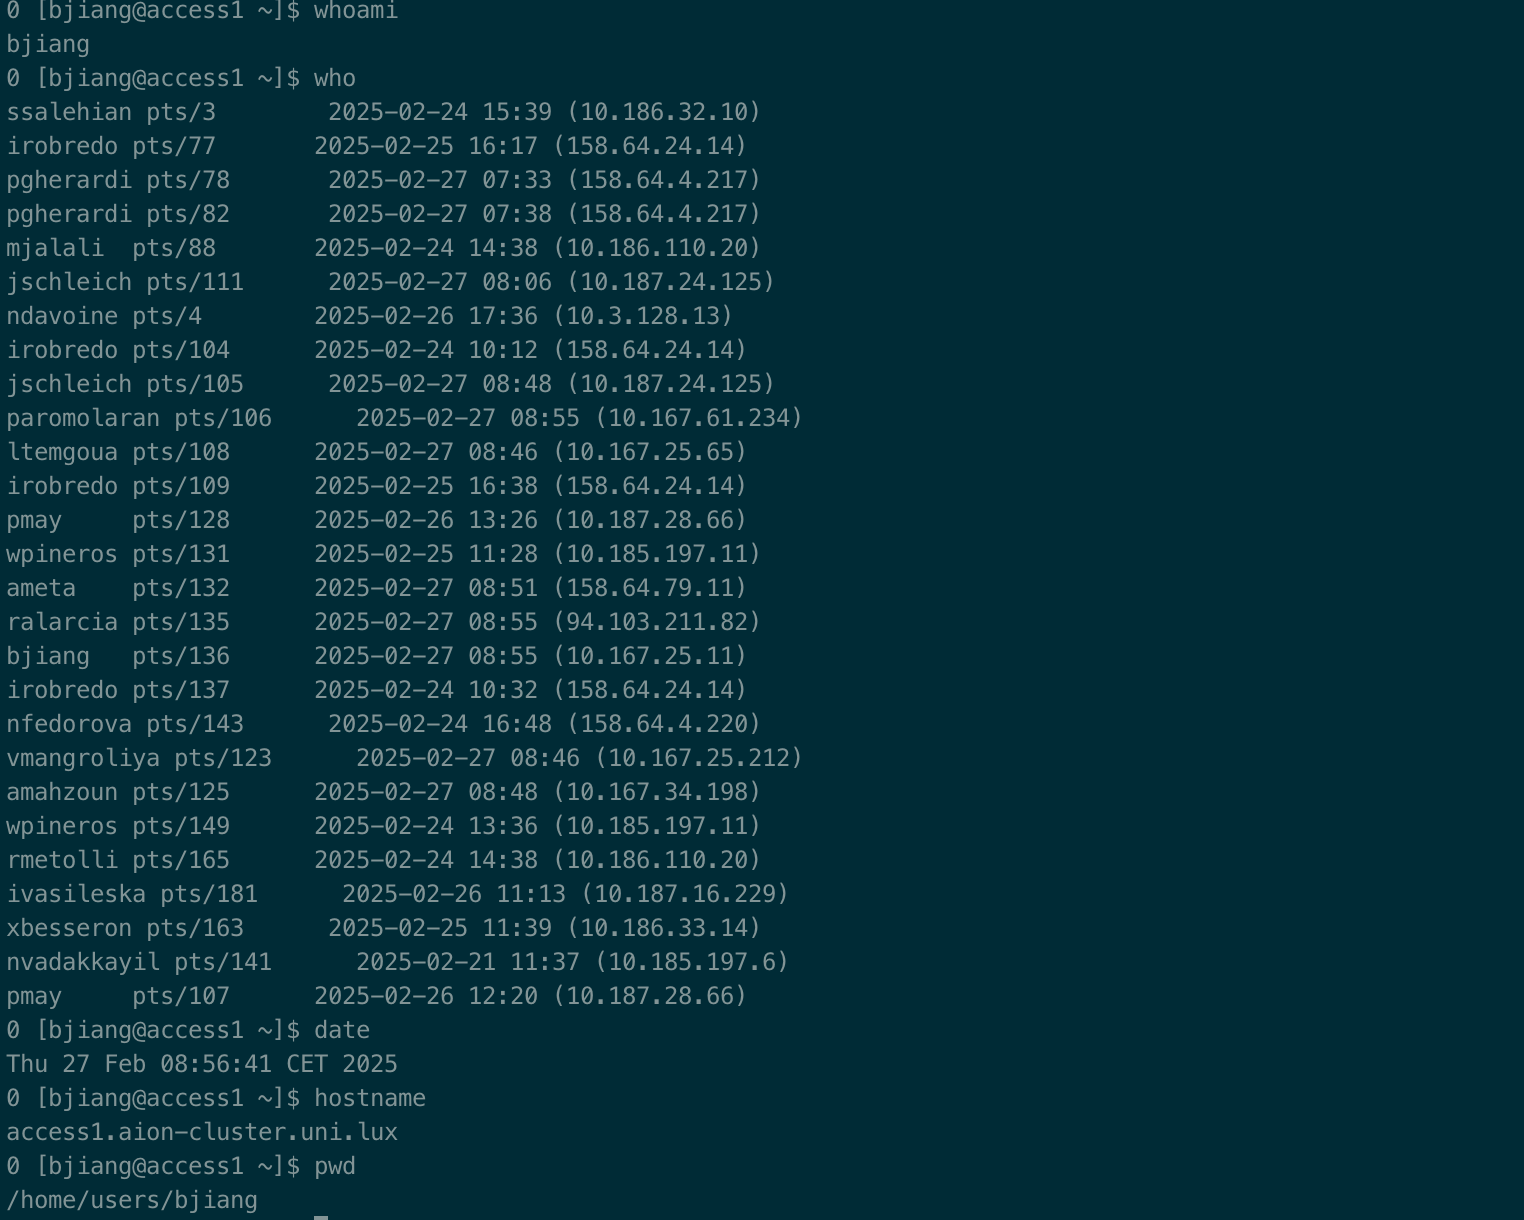 0 [bjiang@access1 ~]$ whoami
bjiang
0 [bjiang@access1 ~]$ who
ssalehian pts/3        2025-02-24 15:39 (10.186.32.10)
irobredo pts/77       2025-02-25 16:17 (158.64.24.14)
pgherardi pts/78       2025-02-27 07:33 (158.64.4.217)
pgherardi pts/82       2025-02-27 07:38 (158.64.4.217)
mjalali  pts/88       2025-02-24 14:38 (10.186.110.20)
jschleich pts/111      2025-02-27 08:06 (10.187.24.125)
ndavoine pts/4        2025-02-26 17:36 (10.3.128.13)
irobredo pts/104      2025-02-24 10:12 (158.64.24.14)
jschleich pts/105      2025-02-27 08:48 (10.187.24.125)
paromolaran pts/106      2025-02-27 08:55 (10.167.61.234)
ltemgoua pts/108      2025-02-27 08:46 (10.167.25.65)
irobredo pts/109      2025-02-25 16:38 (158.64.24.14)
pmay     pts/128      2025-02-26 13:26 (10.187.28.66)
wpineros pts/131      2025-02-25 11:28 (10.185.197.11)
ameta    pts/132      2025-02-27 08:51 (158.64.79.11)
ralarcia pts/135      2025-02-27 08:55 (94.103.211.82)
bjiang   pts/136      2025-02-27 08:55 (10.167.25.11)
irobredo pts/137      2025-02-24 10:32 (158.64.24.14)
nfedorova pts/143      2025-02-24 16:48 (158.64.4.220)
vmangroliya pts/123      2025-02-27 08:46 (10.167.25.212)
amahzoun pts/125      2025-02-27 08:48 (10.167.34.198)
wpineros pts/149      2025-02-24 13:36 (10.185.197.11)
rmetolli pts/165      2025-02-24 14:38 (10.186.110.20)
ivasileska pts/181      2025-02-26 11:13 (10.187.16.229)
xbesseron pts/163      2025-02-25 11:39 (10.186.33.14)
nvadakkayil pts/141      2025-02-21 11:37 (10.185.197.6)
pmay     pts/107      2025-02-26 12:20 (10.187.28.66)
0 [bjiang@access1 ~]$ date
Thu 27 Feb 08:56:41 CET 2025
0 [bjiang@access1 ~]$ hostname
access1.aion-cluster.uni.lux
0 [bjiang@access1 ~]$ pwd
/home/users/bjiang